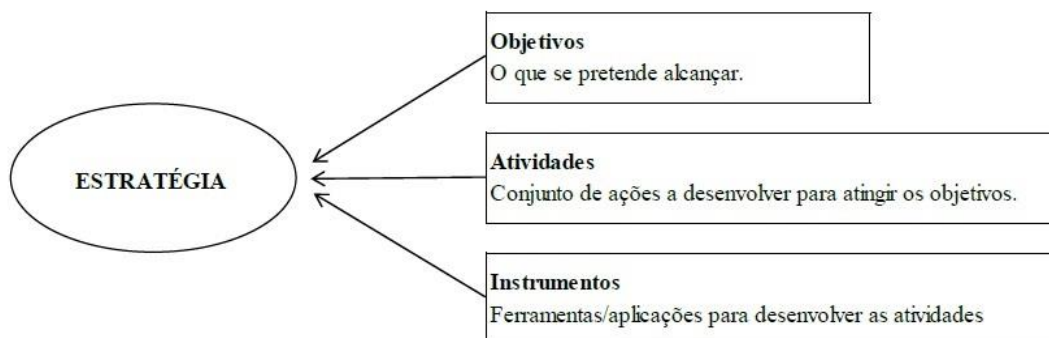 Objetivos
O que se pretende alcançar.
ESTRATÉGIA
Atividades
Conjunto de ações a desenvolver para atingir os objetivos.
Instrumentos
Ferramentas/aplicações para desenvolver as atividades